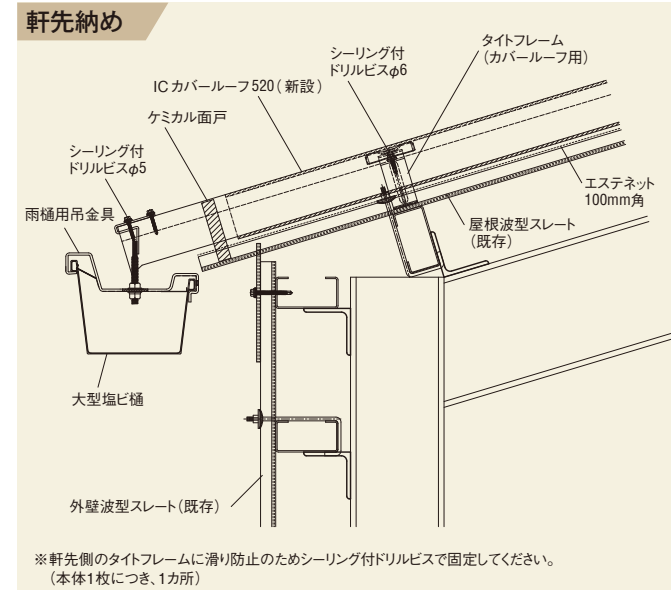 軒先納め
タイトフレーム
(カバールーフ用)
シーリング付
ドリルビスφ6
ICカバールーフ520(新設)
ケミカル面戸
シーリング付
ドリルビスφ5
雨樋用吊金具
エステネット
100mm角
屋根波型スレート
(既存)
大型塩ビ樋
外壁波型スレート(既存)
※軒先側のタイトフレームに滑り防止のためシーリング付ドリルビスで固定してください。
(本体1枚につき、1カ所)